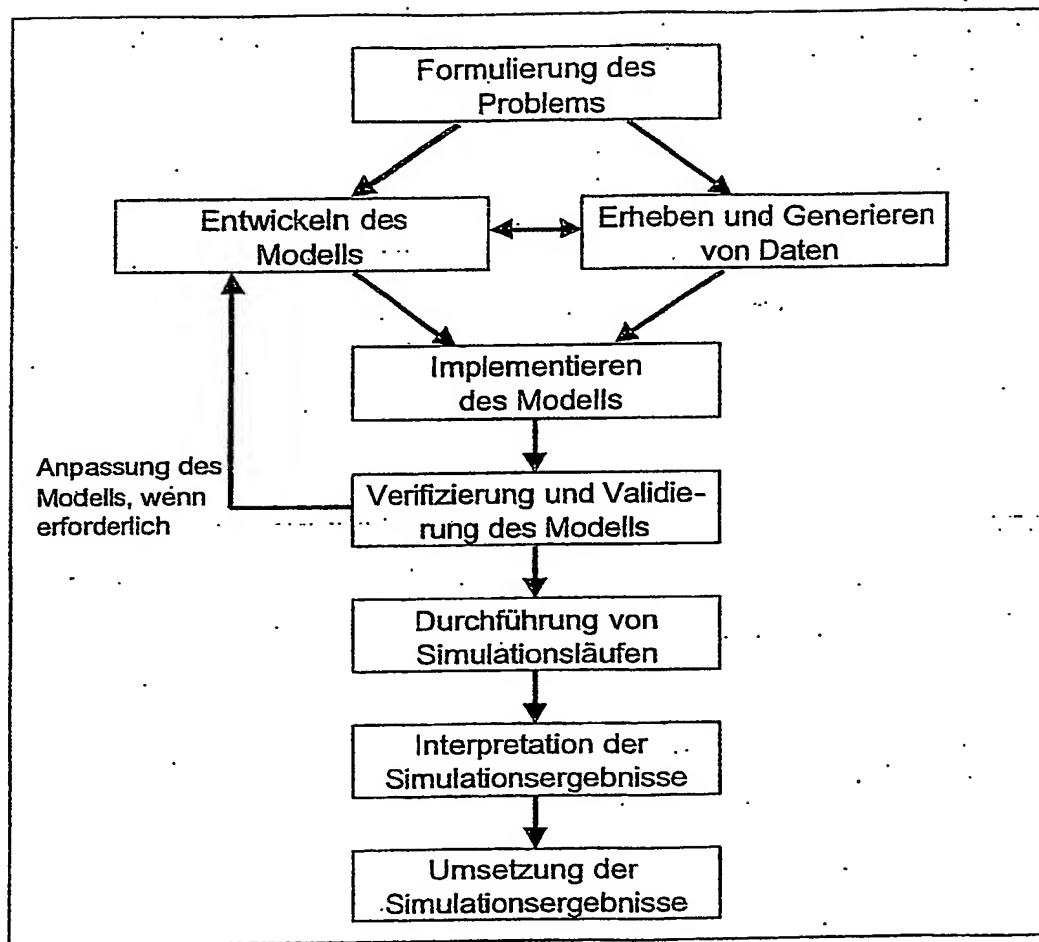 Formulierung des
Problems
Entwickeln des
Modells
Erheben und Generieren
von Daten
Implementieren
des Modells
Anpassung des
Modells, wenn
erforderlich
Verifizierung und Validie-
rung des Modells
Durchführung von
Simulationsläufen
Interpretation der
Simulationsergebnisse
Umsetzung der
Simulationsergebnisse